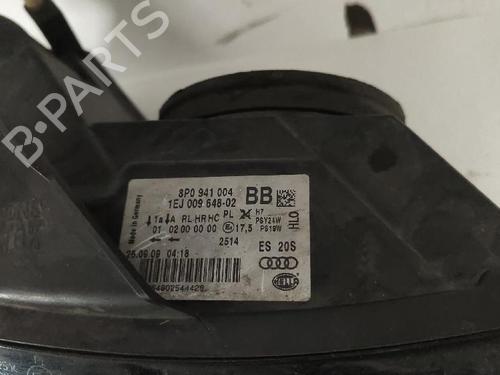 B-PARTS
Made in Germany
8P0 941 004
1EJ 009 648-02
BB
1a A RL HR HC PL
H7
PSY24W
01 02 00 00 00 17,5 PS19W
HLO
2514
ES 20S
25.09.09 04:18
HELLA